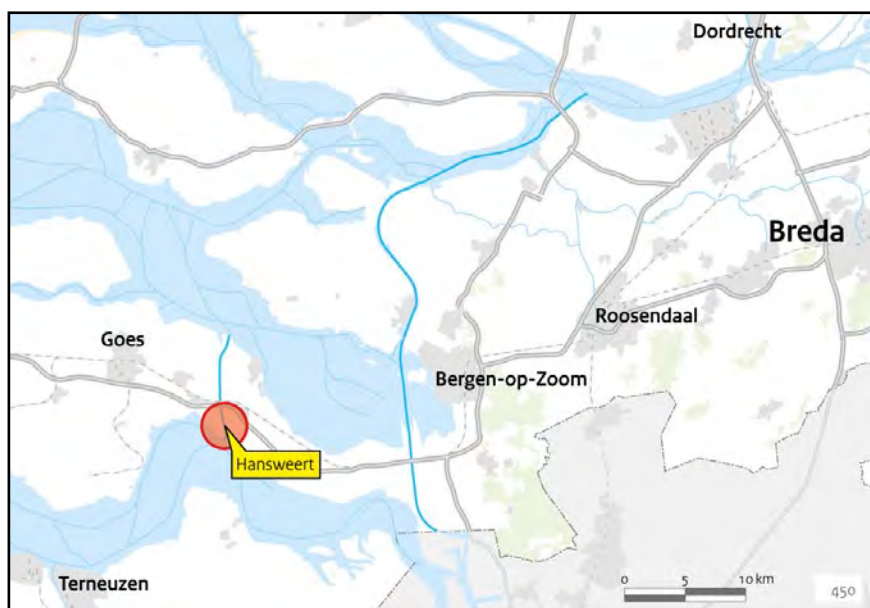 Dordrecht
Breda
Roosendaal
Goes
Bergen-op-Zoom
Hansweert
Terneuzen
0 5 10 km
450